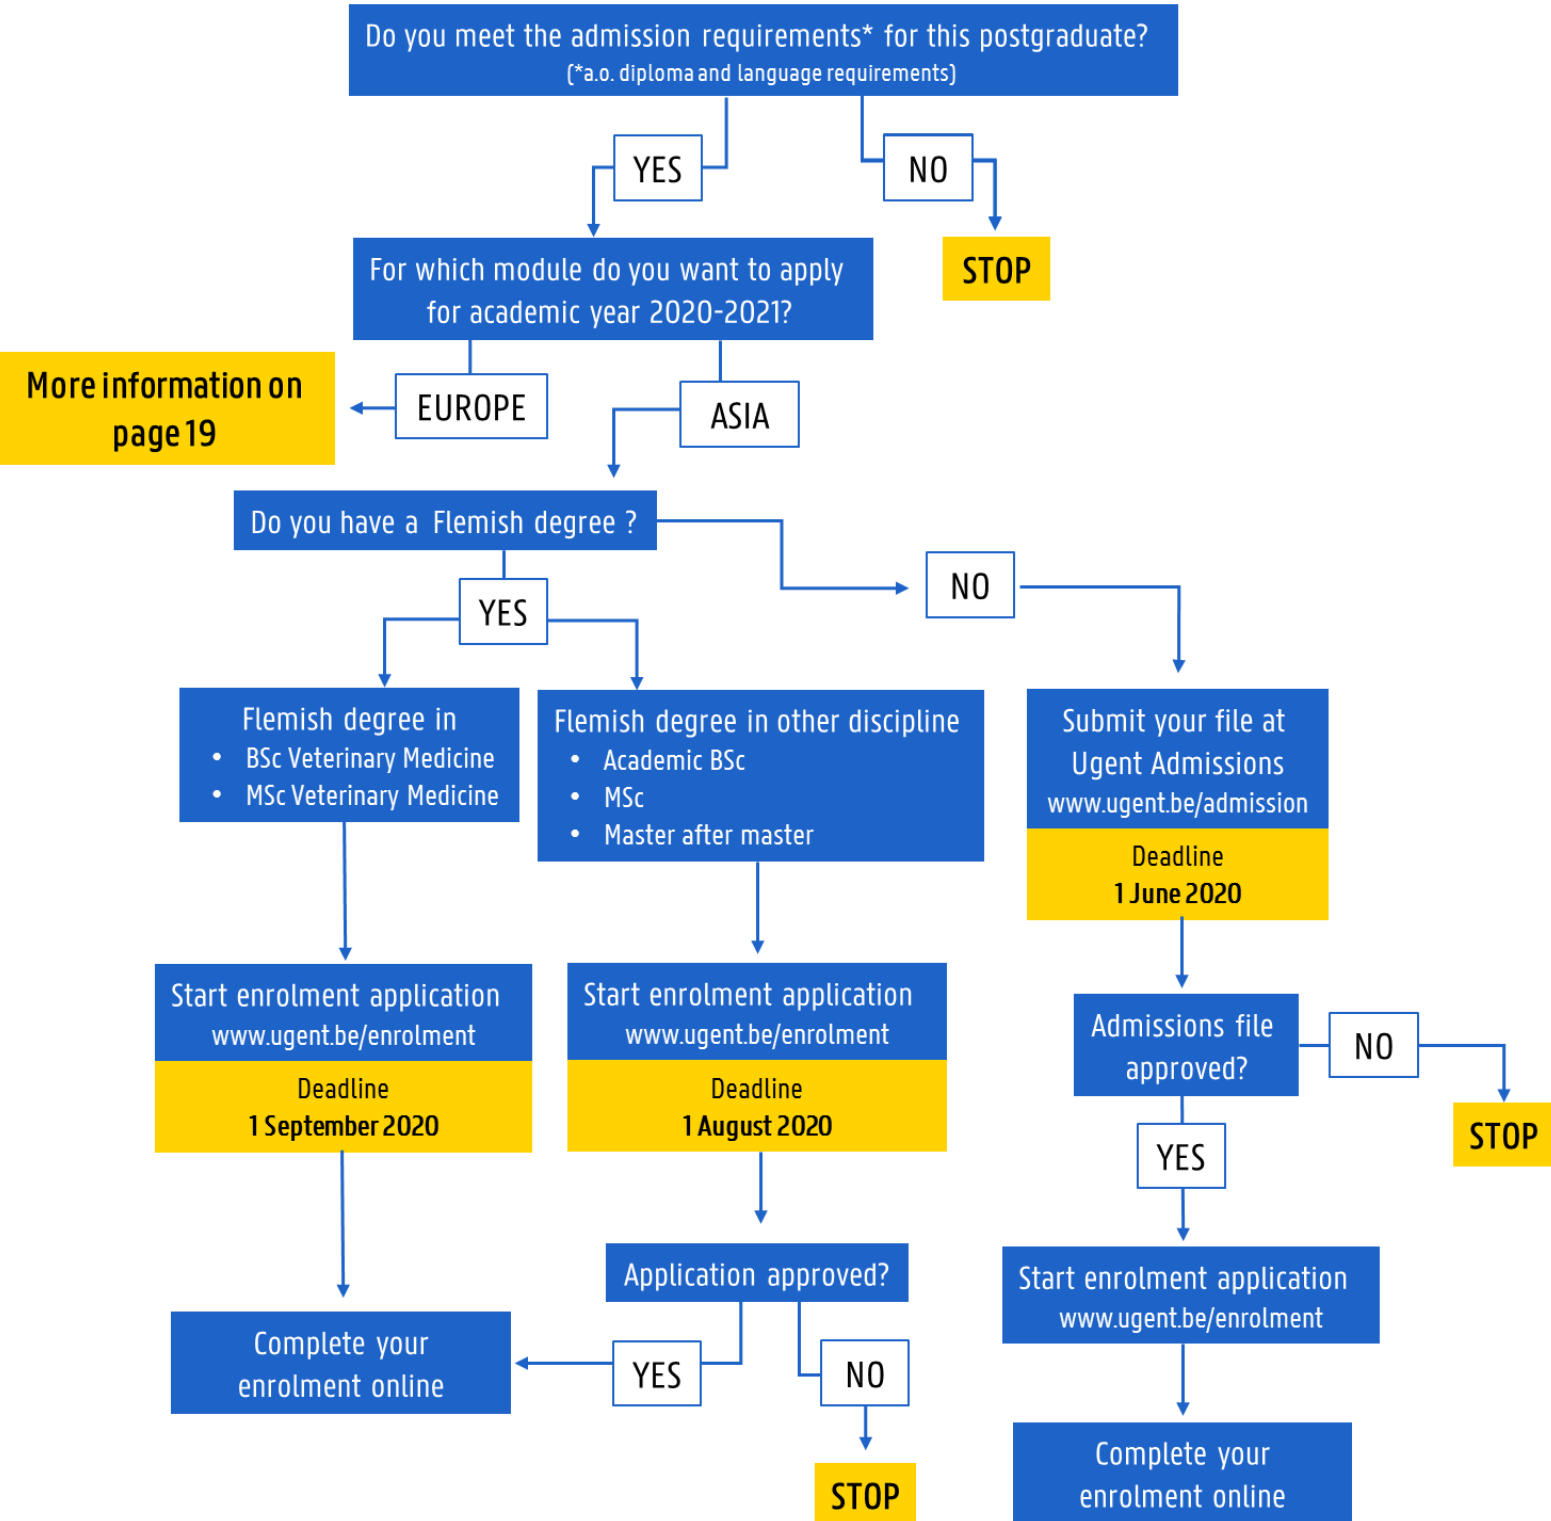 Do you meet the admission requirements* for this postgraduate?
(*a.o. diploma and language requirements)
YES
NO
STOP
For which module do you want to apply
for academic year 2020-2021?
More information on
page 19
EUROPE
ASIA
Do you have a Flemish degree ?
YES
NO
Flemish degree in
• BSc Veterinary Medicine
• MSc Veterinary Medicine
Flemish degree in other discipline
• Academic BSc
• MSc
• Master after master
Submit your file at
Ugent Admissions
www.ugent.be/admission
Deadline
1 June 2020
Start enrolment application
www.ugent.be/enrolment
Deadline
1 September 2020
Start enrolment application
www.ugent.be/enrolment
Deadline
1 August 2020
Admissions file
approved?
NO
STOP
YES
Application approved?
Start enrolment application
www.ugent.be/enrolment
Complete your
enrolment online
YES
NO
STOP
Complete your
enrolment online